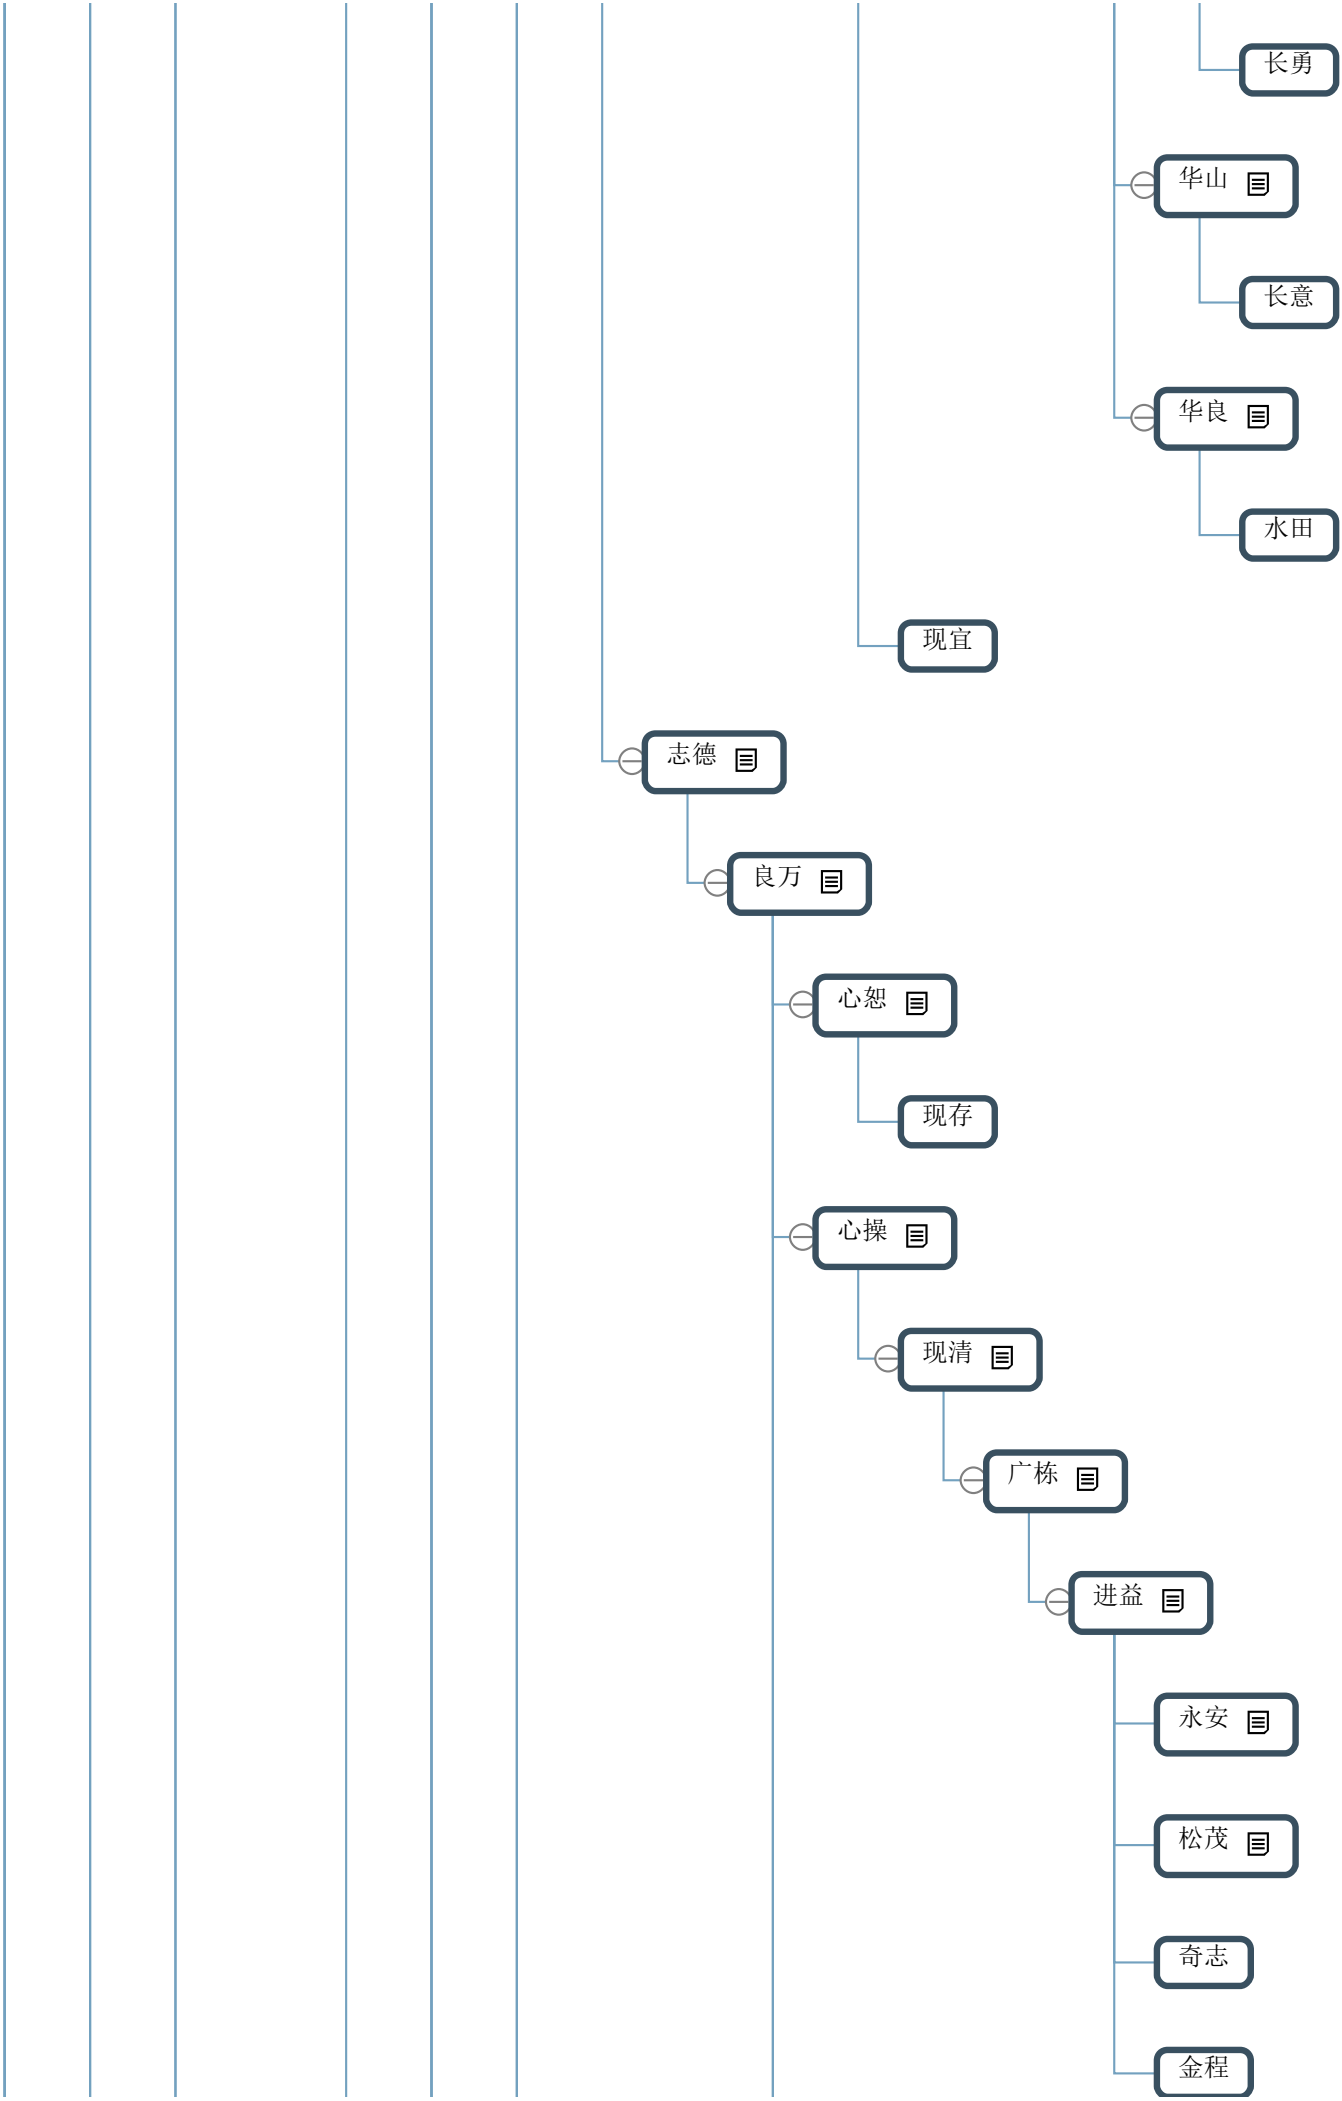 长勇
华山
长意
华良
水田
现宜
志德
良万
心恕
现存
心操
现清
广栋
进益
永安
松茂
奇志
金程